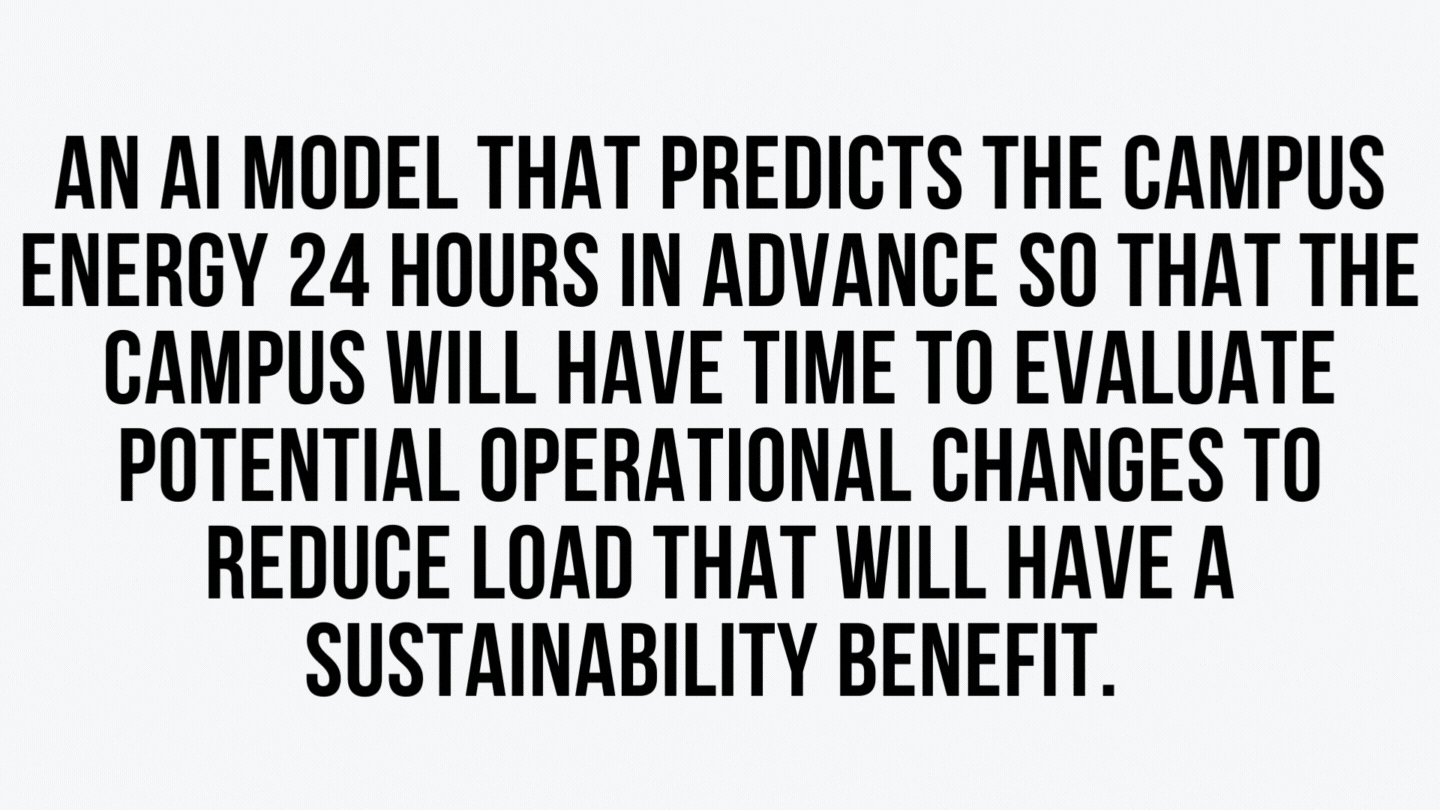 AN AI MODEL THAT PREDICTS THE CAMPUS
ENERGY 24 HOURS IN ADVANCE SO THAT THE
CAMPUS WILL HAVE TIME TO EVALUATE
POTENTIAL OPERATIONAL CHANGES TO
REDUCE LOAD THAT WILL HAVE A
SUSTAINABILITY BENEFIT.